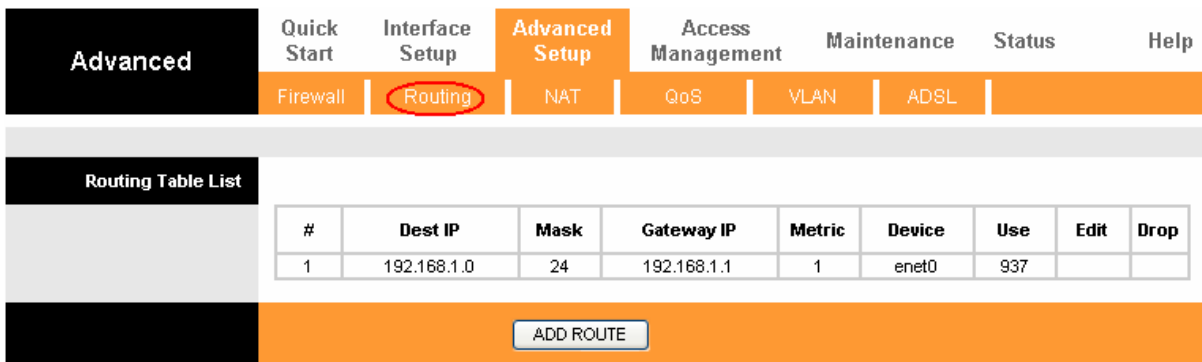 Advanced
Quick Start
Interface Setup
Advanced Setup
Access Management
Maintenance
Status
Help
Firewall
Routing
NAT
QoS
VLAN
ADSL
Routing Table List
# Dest IP Mask Gateway IP Metric Device Use Edit Drop
1 192.168.1.0 24 192.168.1.1 1 enet0 937
ADD ROUTE